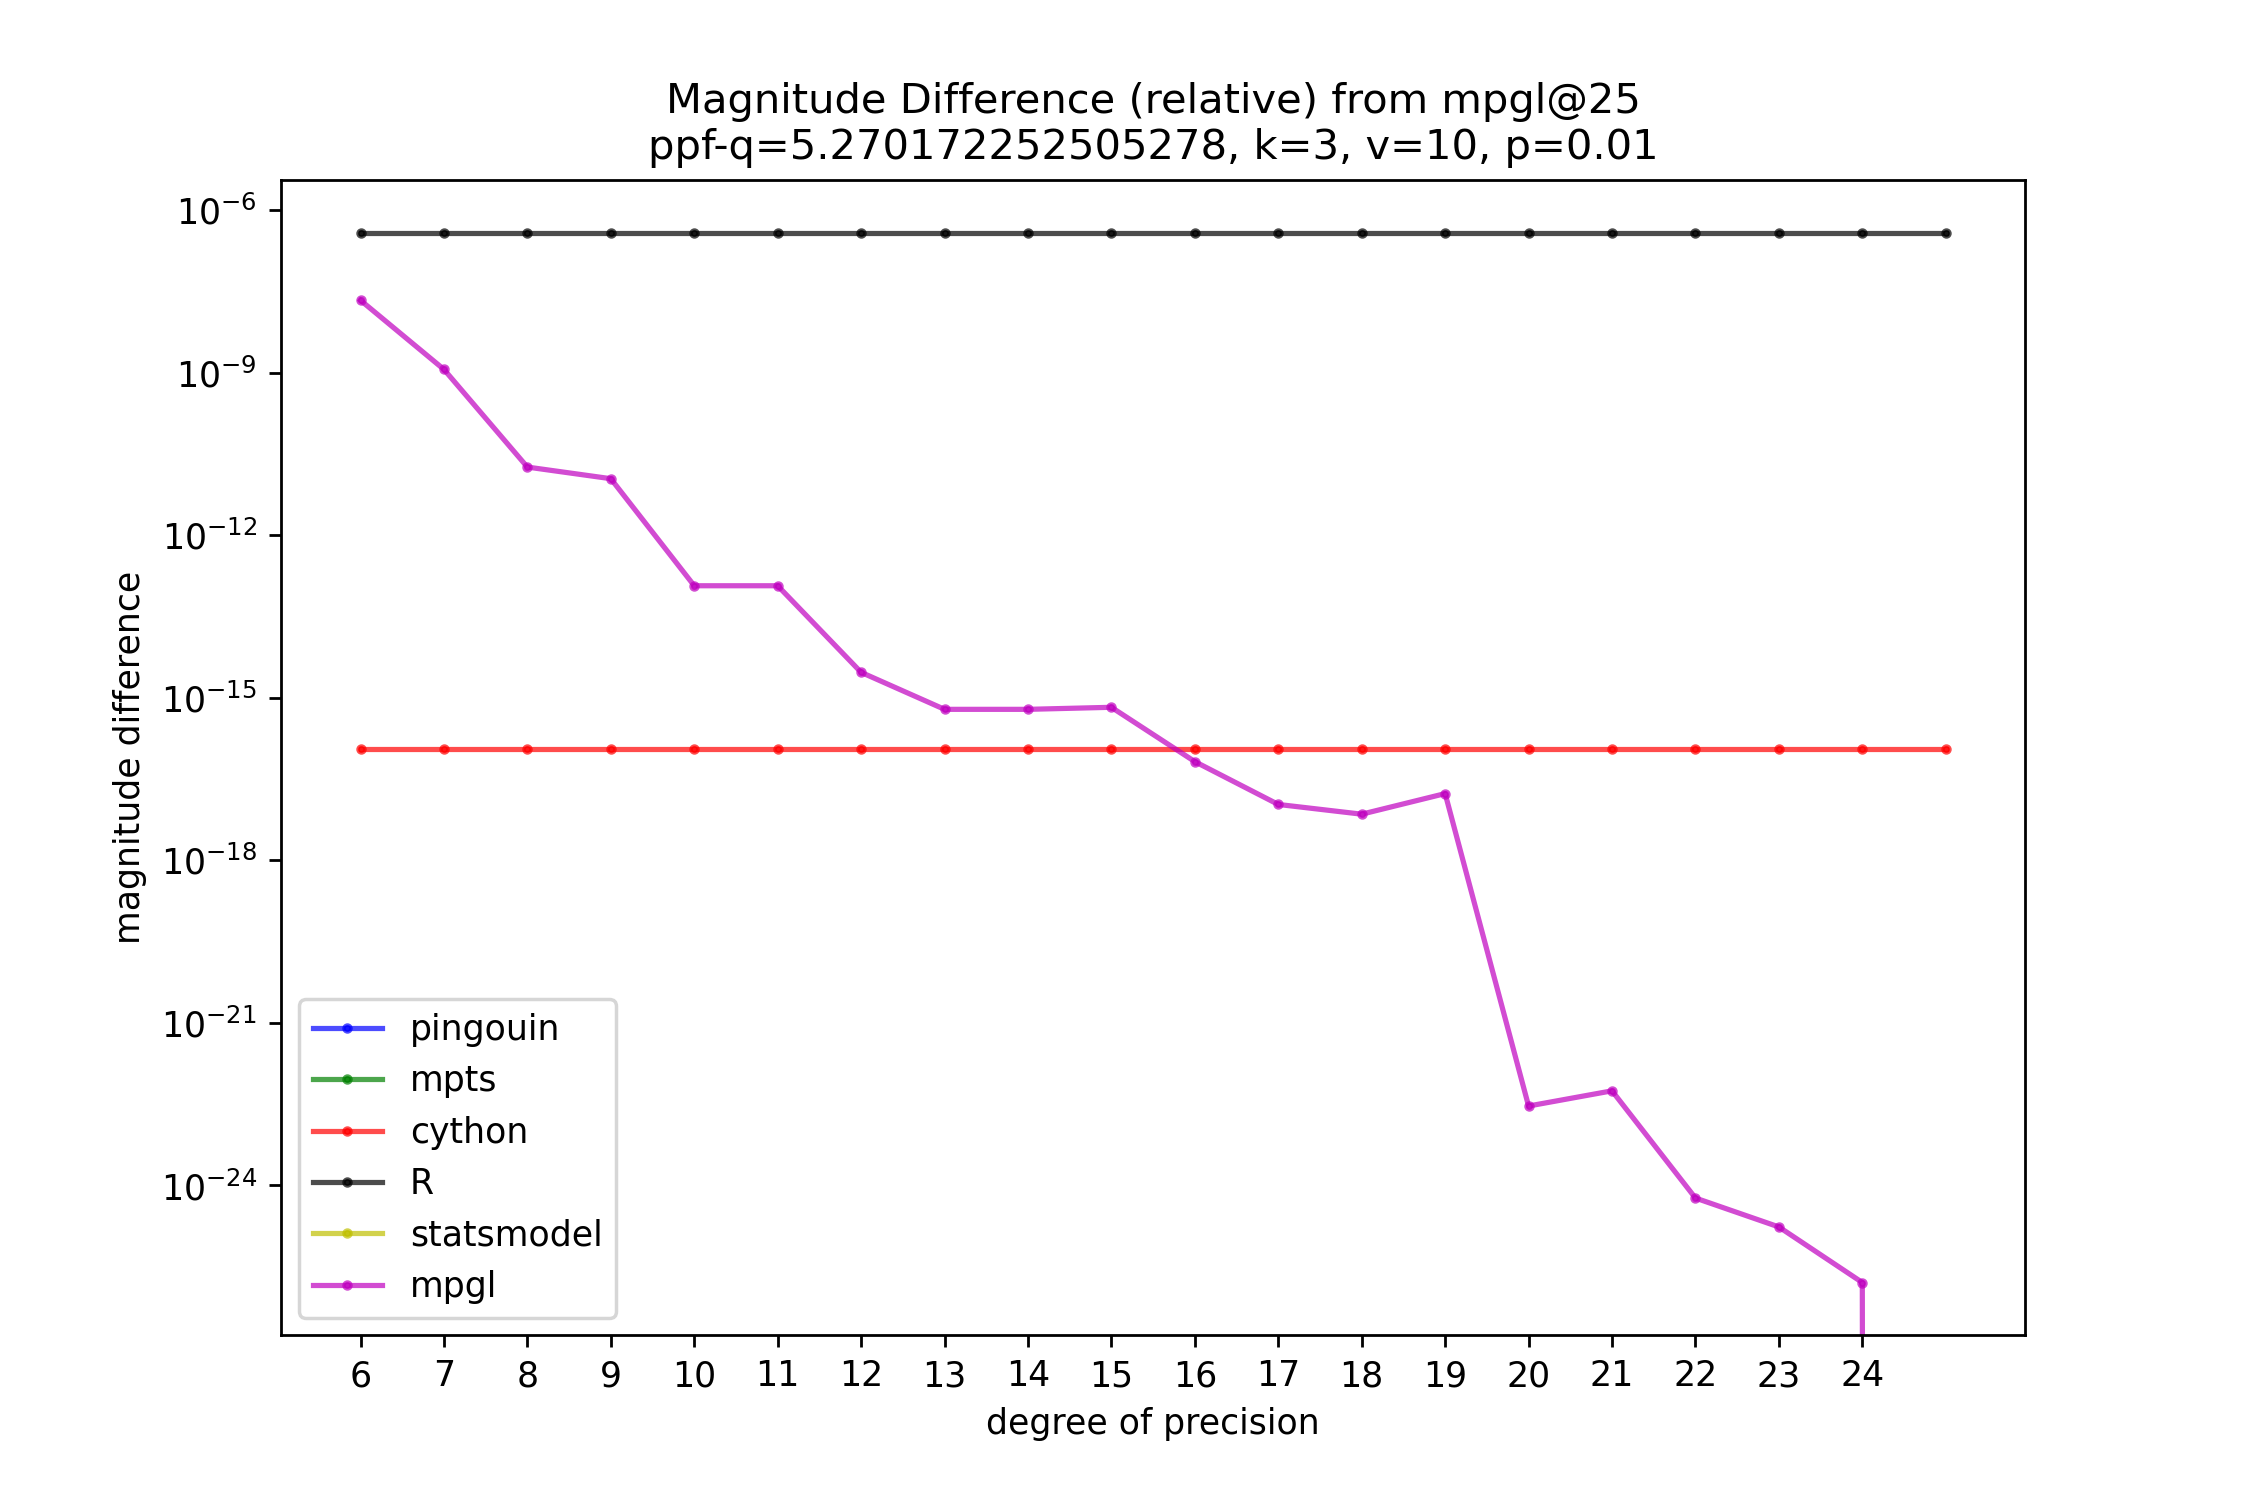 Magnitude Difference (relative) from mpgl@25
ppf-q=5.270172252505278, k=3, v=10, p=0.01
magnitude difference
10⁻⁶
10⁻⁹
10⁻¹²
10⁻¹⁵
10⁻¹⁸
10⁻²¹
10⁻²⁴
pingouin
mpts
cython
R
statsmodel
mpgl
6 7 8 9 10 11 12 13 14 15 16 17 18 19 20 21 22 23 24
degree of precision